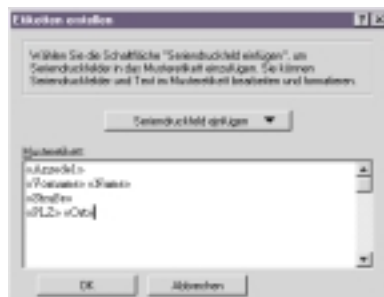 Etiketten erstellen
Wählen Sie die Schaltfläche "Seriendruckfeld einfügen", um
Seriendruckfelder in das Musteretikett einzufügen. Sie können
Seriendruckfelder und Text im Musteretikett bearbeiten und formatieren.
Seriendruckfeld einfügen
Musteretikett:
«Anrede1»
«Vorname» «Name»
«Straße»
«PLZ» «Ort»
OK Abbrechen